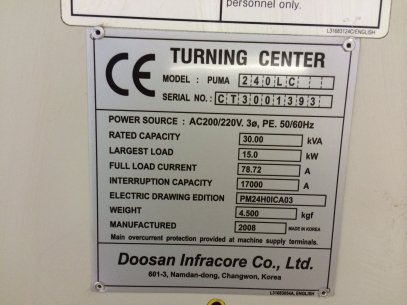 personnel only.
L31683124C/ENGLISH
CE TURNING CENTER
MODEL : PUMA 240LC
SERIAL NO. : CT3001393
POWER SOURCE : AC200/220V. 3ø, PE. 50/60Hz
RATED CAPACITY 30.00 kVA
LARGEST LOAD 15.0 kW
FULL LOAD CURRENT 78.72 A
INTERRUPTION CAPACITY 17000 A
ELECTRIC DRAWING EDITION PM24H0ICA03
WEIGHT 4.500 kgf
MANUFACTURED 2008 MADE IN KOREA
Main overcurrent protection provided at machine supply terminals.
Doosan Infracore Co., Ltd.
601-3, Namdan-dong, Changwon, Korea